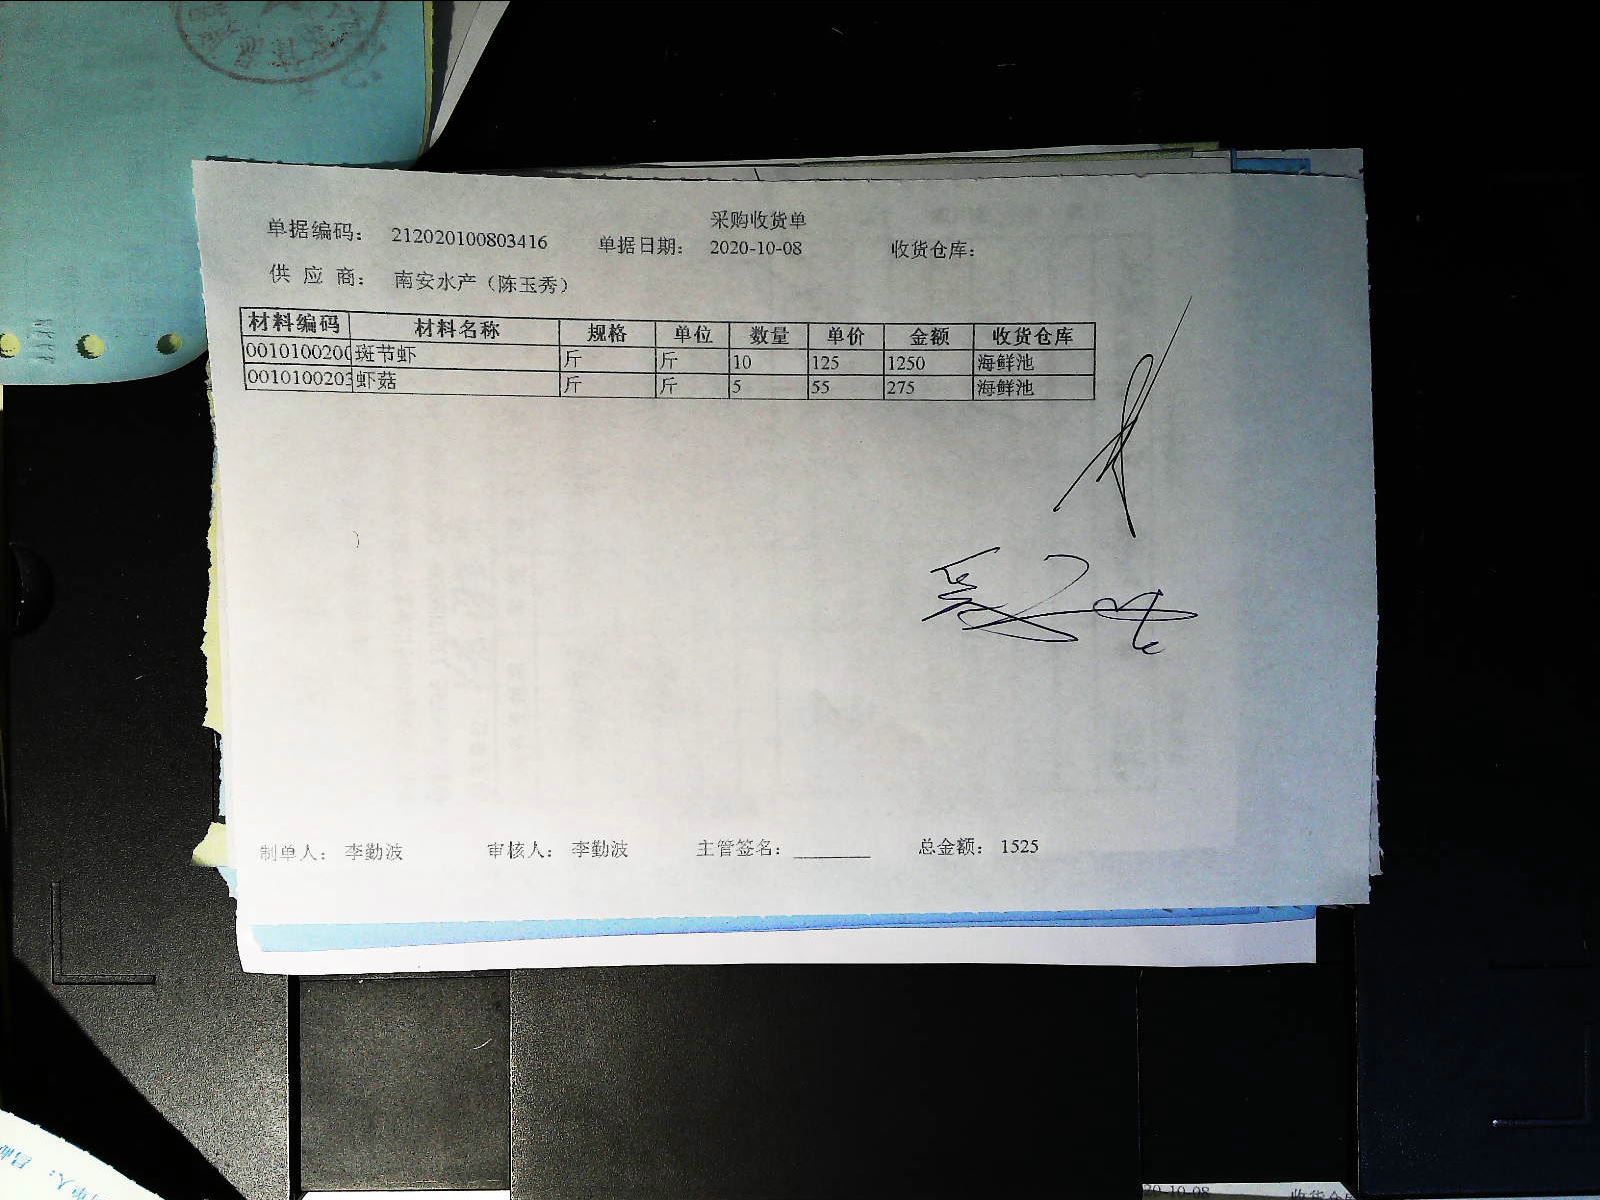 采购收货单
单据编码： 212020100803416 单据日期： 2020-10-08 收货仓库：
供 应 商： 南安水产（陈玉秀）
材料编码 材料名称 规格 单位 数量 单价 金额 收货仓库
0010100200 斑节虾 斤 斤 10 125 1250 海鲜池
0010100203 虾菇 斤 斤 5 55 275 海鲜池
制单人： 李勤波 审核人： 李勤波 主管签名： ________ 总金额： 1525